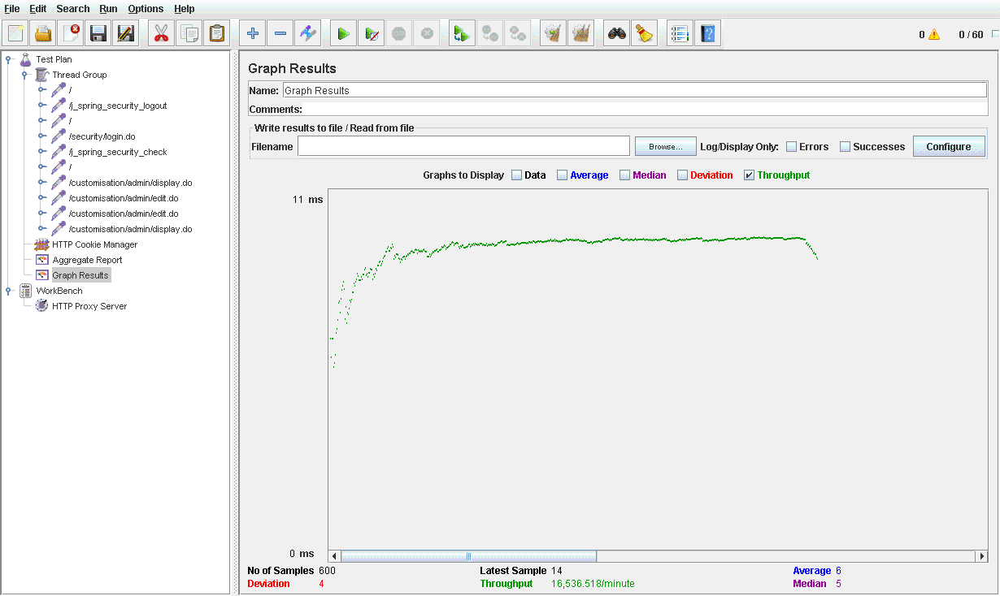 File Edit Search Run Options Help
0 0 / 60
Test Plan
Thread Group
/
/j_spring_security_logout
/
/security/login.do
/j_spring_security_check
/
/customisation/admin/display.do
/customisation/admin/edit.do
/customisation/admin/edit.do
/customisation/admin/display.do
HTTP Cookie Manager
Aggregate Report
Graph Results
WorkBench
HTTP Proxy Server
Graph Results
Name: Graph Results
Comments:
Write results to file / Read from file
Filename Browse... Log/Display Only: Errors Successes Configure
Graphs to Display Data Average Median Deviation Throughput
11 ms
0 ms
No of Samples 600 Latest Sample 14 Average 6
Deviation 4 Throughput 16,536.518/minute Median 5